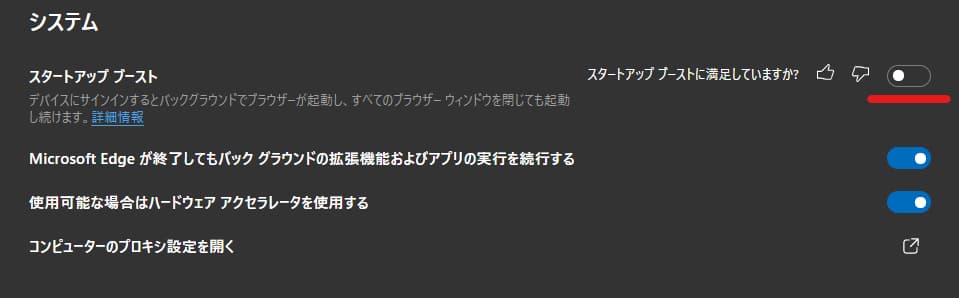 システム
スタートアップ ブースト
スタートアップ ブーストに満足していますか?
デバイスにサインインするとバックグラウンドでブラウザーが起動し、すべてのブラウザー ウィンドウを閉じても起動
し続けます。詳細情報
Microsoft Edge が終了してもバック グラウンドの拡張機能およびアプリの実行を続行する
使用可能な場合はハードウェア アクセラレータを使用する
コンピューターのプロキシ設定を開く